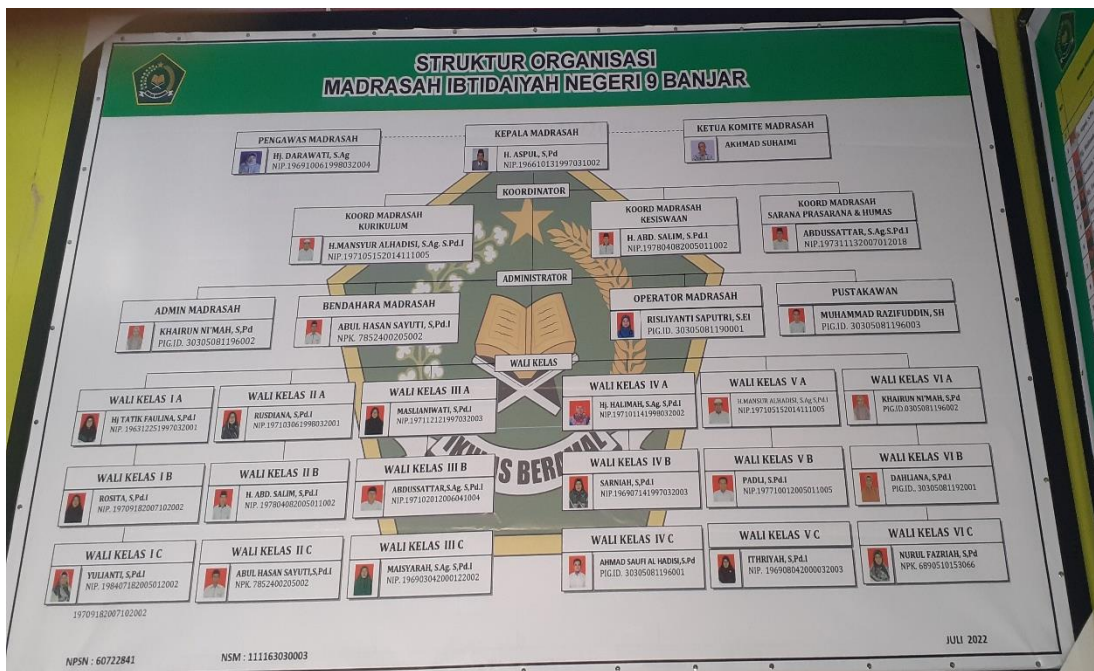 STRUKTUR ORGANISASI
MADRASAH IBTIDAIYAH NEGERI 9 BANJAR
PENGAWAS MADRASAH
Hj. DARAWATI, S.Ag
NIP.196910061998032004
KEPALA MADRASAH
H. ASPUL, S,Pd
NIP.196610131997031002
KETUA KOMITE MADRASAH
AKHMAD SUHAIMI
KOORDINATOR
KOORD MADRASAH
KURIKULUM
H.MANSYUR ALHADISI, S.Ag. S.Pd.I
NIP.197105152014111005
KOORD MADRASAH
KESISWAAN
H. ABD. SALIM, S.Pd.I
NIP.197804082005011002
KOORD MADRASAH
SARANA PRASARANA & HUMAS
ABDUSSATTAR, S.Ag.S.Pd.I
NIP.197311132007012018
ADMINISTRATOR
ADMIN MADRASAH
KHAIRUN NI'MAH, S,Pd
PIG.ID. 30305081196002
BENDAHARA MADRASAH
ABUL HASAN SAYUTI, S,Pd.I
NPK. 7852400205002
OPERATOR MADRASAH
RISLIYANTI SAPUTRI, S.EI
PIG.ID. 30305081190001
PUSTAKAWAN
MUHAMMAD RAZIFUDDIN, SH
PIG.ID. 30305081196003
WALI KELAS
WALI KELAS I A
Hj TATIK FAULINA, S,Pd.I
NIP. 196312251997032001
WALI KELAS II A
RUSDIANA, S,Pd.I
NIP. 197103061998032001
WALI KELAS III A
MASLIANIWATI, S,Pd.I
NIP. 197112121997032003
WALI KELAS IV A
Hj. HALIMAH, S,Ag, S,Pd.I
NIP. 197101141998032002
WALI KELAS V A
H.MANSUR ALHADISI, S,Ag S,Pd.I
NIP. 197105152014111005
WALI KELAS VI A
KHAIRUN NI'MAH, S,Pd
PIG.ID.0305081196002
WALI KELAS I B
ROSITA, S,Pd.I
NIP. 19709182007102002
WALI KELAS II B
H. ABD. SALIM, S,Pd.I
NIP. 197804082005011002
WALI KELAS III B
ABDUSSATTAR,S.Ag. S,Pd.I
NIP. 197102012006041004
WALI KELAS IV B
SARNIAH, S,Pd.I
NIP. 196907141997032003
WALI KELAS V B
PADLI, S,Pd.I
NIP. 197710012005011005
WALI KELAS VI B
DAHLIANA, S,Pd.I
PIG.ID. 30305081192001
IKHLAS BERAMAL
WALI KELAS I C
YULIANTI, S,Pd.I
NIP. 198407182005012002
WALI KELAS II C
ABUL HASAN SAYUTI,S,Pd.I
NPK. 7852400205002
WALI KELAS III C
MAISYARAH, S.Ag. S,Pd.I
NIP. 196903042000122002
WALI KELAS IV C
AHMAD SAUFI AL HADISI,S,Pd
PIG.ID. 30305081196001
WALI KELAS V C
ITHRIYAH, S,Pd.I
NIP. 196908042000032003
WALI KELAS VI C
NURUL FAZRIAH, S,Pd
NPK. 6890510153066
19709182007102002
NPSN : 60722841
NSM : 111163030003
JULI 2022